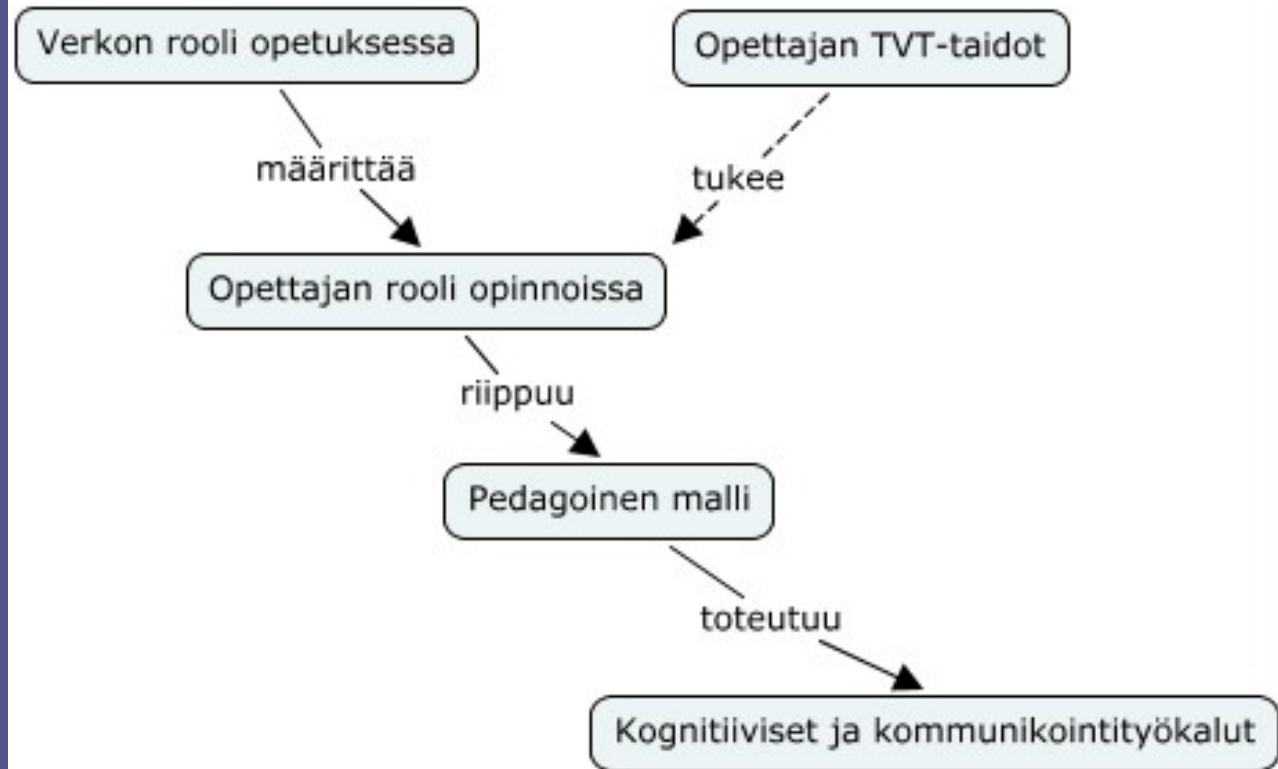 Verkon rooli opetuksessa
Opettajan TVT-taidot
määrittää
tukee
Opettajan rooli opinnoissa
riippuu
Pedagoinen malli
toteutuu
Kognitiiviset ja kommunikointityökalut